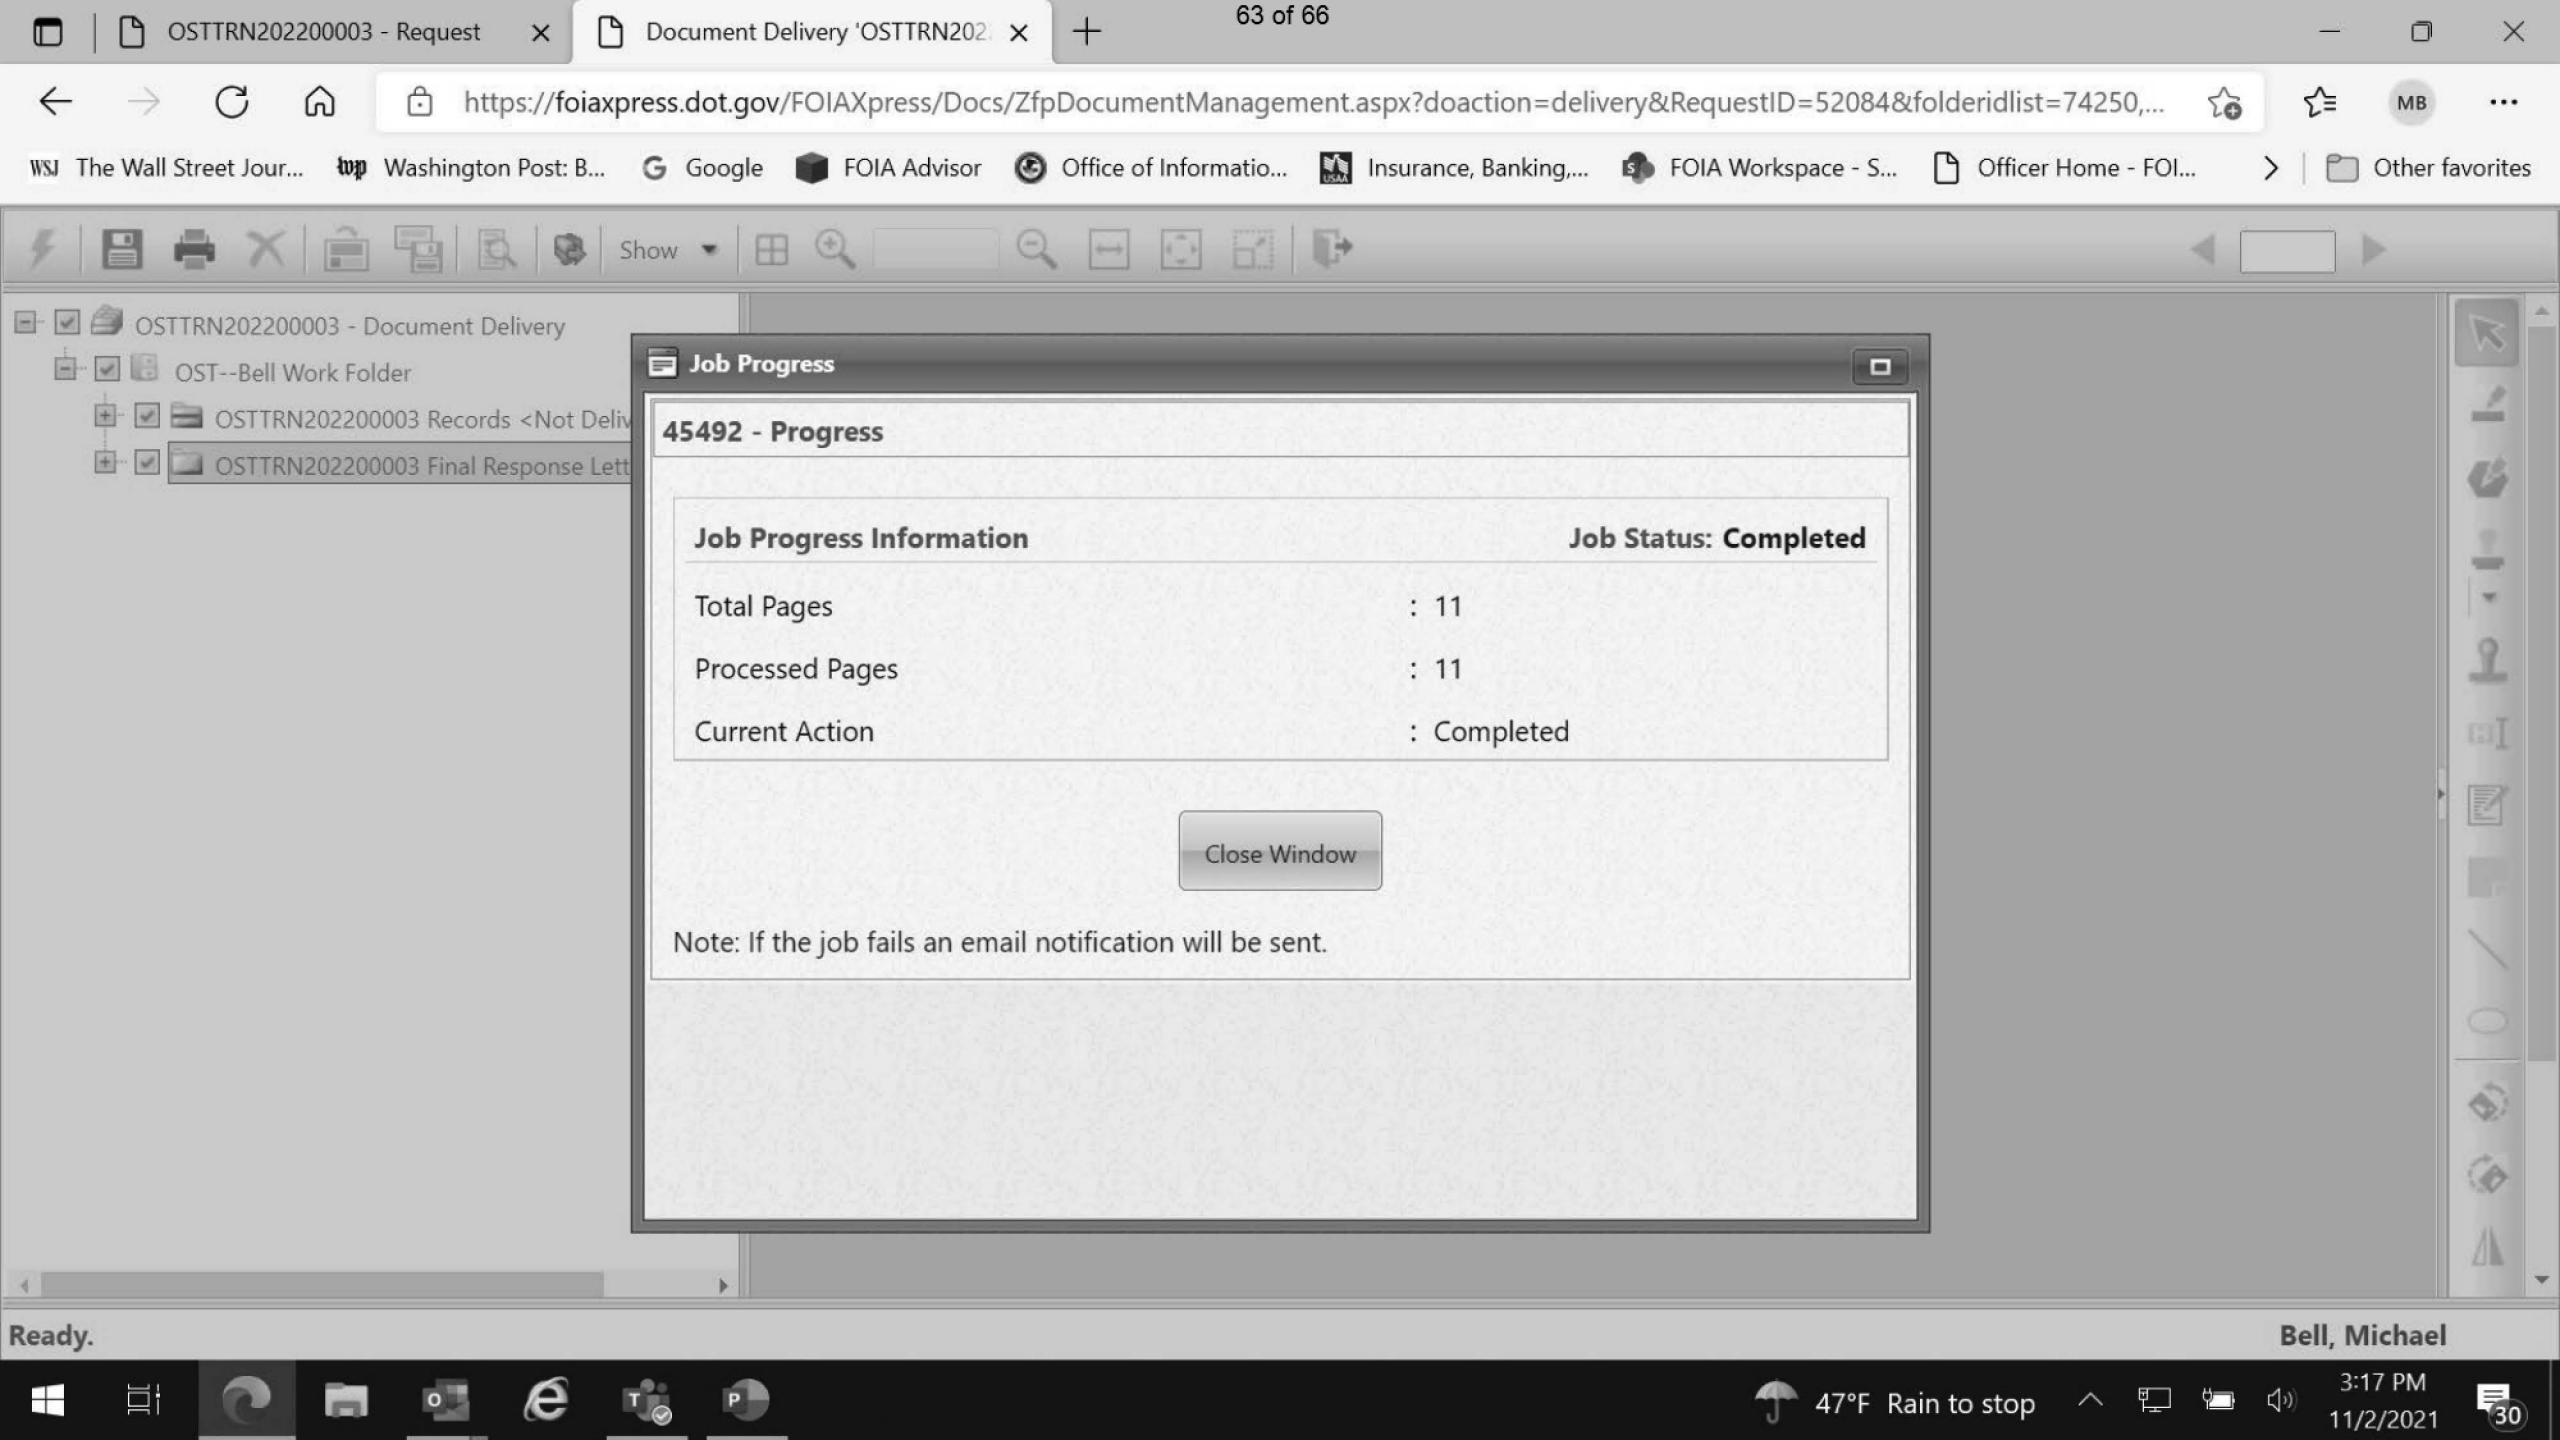 63 of 66
OSTTRN202200003 - Request
Document Delivery 'OSTTRN202
https://foiaxpress.dot.gov/FOIAXpress/Docs/ZfpDocumentManagement.aspx?doaction=delivery&RequestID=52084&folderidlist=74250,...
MB
WSJ The Wall Street Jour...
wp Washington Post: B...
G Google
FOIA Advisor
Office of Informatio...
USAA Insurance, Banking,...
S FOIA Workspace - S...
Officer Home - FOI...
Other favorites
Show
OSTTRN202200003 - Document Delivery
OST--Bell Work Folder
OSTTRN202200003 Records <Not Deliv
OSTTRN202200003 Final Response Lett
Job Progress
45492 - Progress
Job Progress Information Job Status: Completed
Total Pages : 11
Processed Pages : 11
Current Action : Completed
Close Window
Note: If the job fails an email notification will be sent.
Ready.
Bell, Michael
47°F Rain to stop
3:17 PM
11/2/2021
30